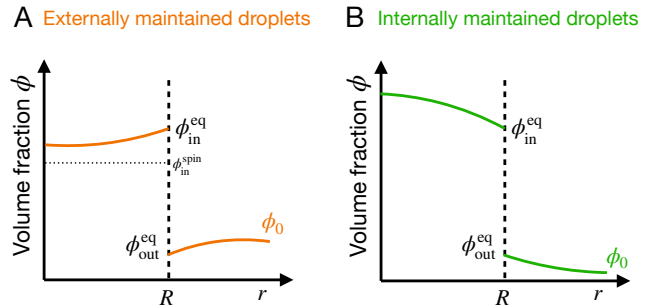 A Externally maintained droplets
Volume fraction ϕ
ϕ_in^eq
ϕ_in^spin
ϕ_out^eq
ϕ_0
R
r
B Internally maintained droplets
Volume fraction ϕ
ϕ_in^eq
ϕ_out^eq
ϕ_0
R
r